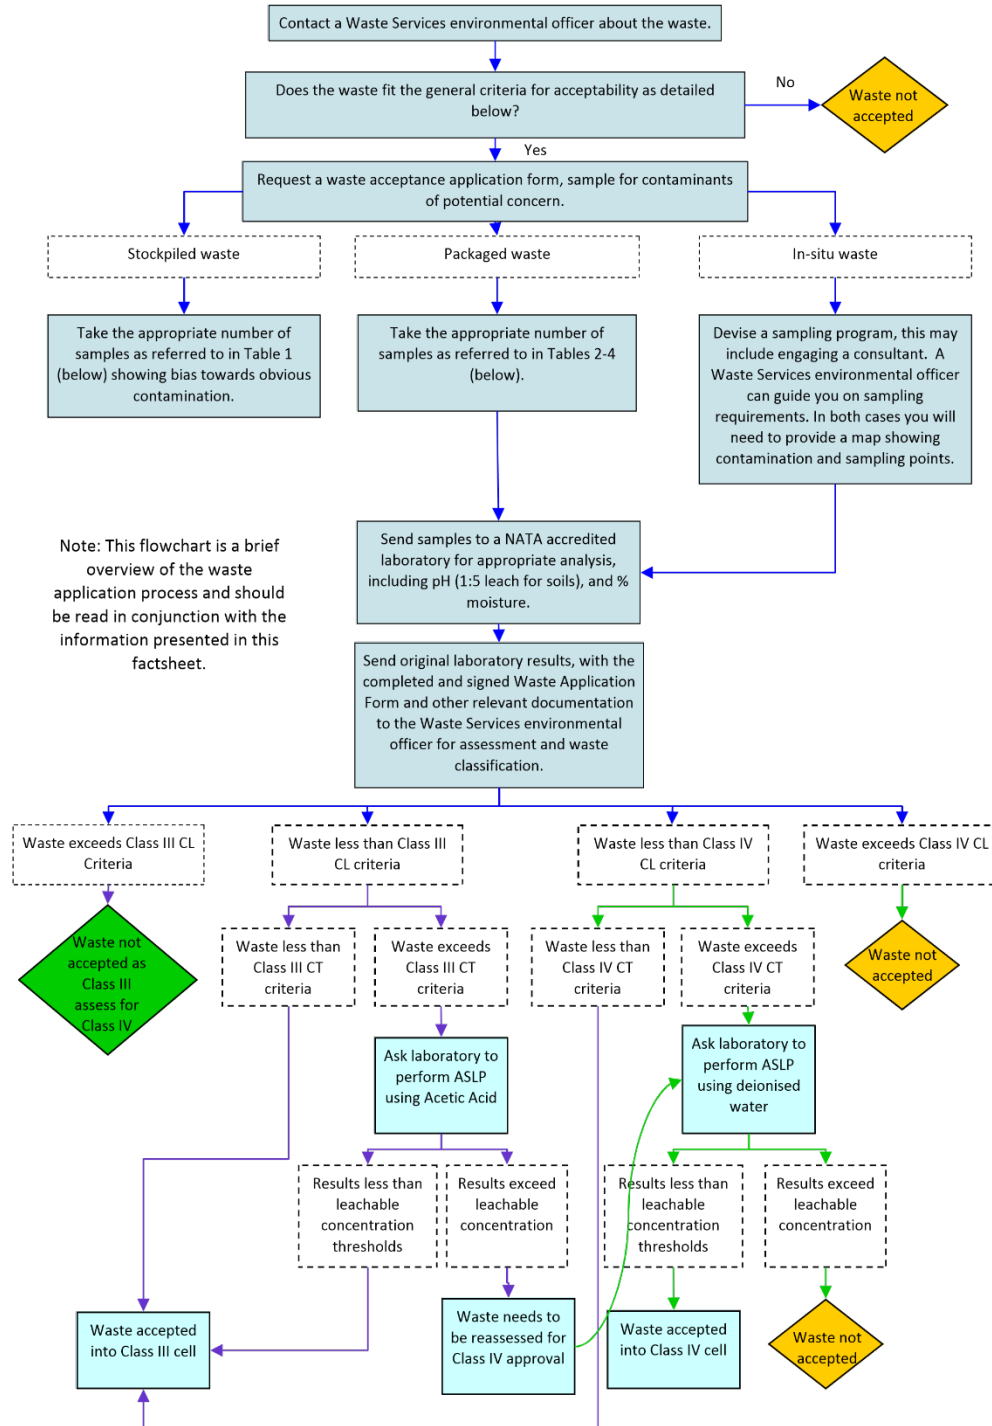 Contact a Waste Services environmental officer about the waste.
Does the waste fit the general criteria for acceptability as detailed
below?
No
Waste not
accepted
Yes
Request a waste acceptance application form, sample for contaminants
of potential concern.
Stockpiled waste
Packaged waste
In-situ waste
Take the appropriate number of
samples as referred to in Table 1
(below) showing bias towards obvious
contamination.
Take the appropriate number of
samples as referred to in Tables 2-4
(below).
Devise a sampling program, this may
include engaging a consultant.  A
Waste Services environmental officer
can guide you on sampling
requirements. In both cases you will
need to provide a map showing
contamination and sampling points.
Note: This flowchart is a brief
overview of the waste
application process and should
be read in conjunction with the
information presented in this
factsheet.
Send samples to a NATA accredited
laboratory for appropriate analysis,
including pH (1:5 leach for soils), and %
moisture.
Send original laboratory results, with the
completed and signed Waste Application
Form and other relevant documentation
to the Waste Services environmental
officer for assessment and waste
classification.
Waste exceeds Class III CL
Criteria
Waste less than Class III
CL criteria
Waste less than Class IV
CL criteria
Waste exceeds Class IV CL
criteria
Waste not
accepted as
Class III
assess for
Class IV
Waste less than
Class III CT
criteria
Waste exceeds
Class III CT
criteria
Waste less than
Class IV CT
criteria
Waste exceeds
Class IV CT
criteria
Waste not
accepted
Ask laboratory to
perform ASLP
using Acetic Acid
Ask laboratory to
perform ASLP
using deionised
water
Results less than
leachable
concentration
thresholds
Results exceed
leachable
concentration
Results less than
leachable
concentration
thresholds
Results exceed
leachable
concentration
Waste accepted
into Class III cell
Waste needs to
be reassessed for
Class IV approval
Waste accepted
into Class IV cell
Waste not
accepted